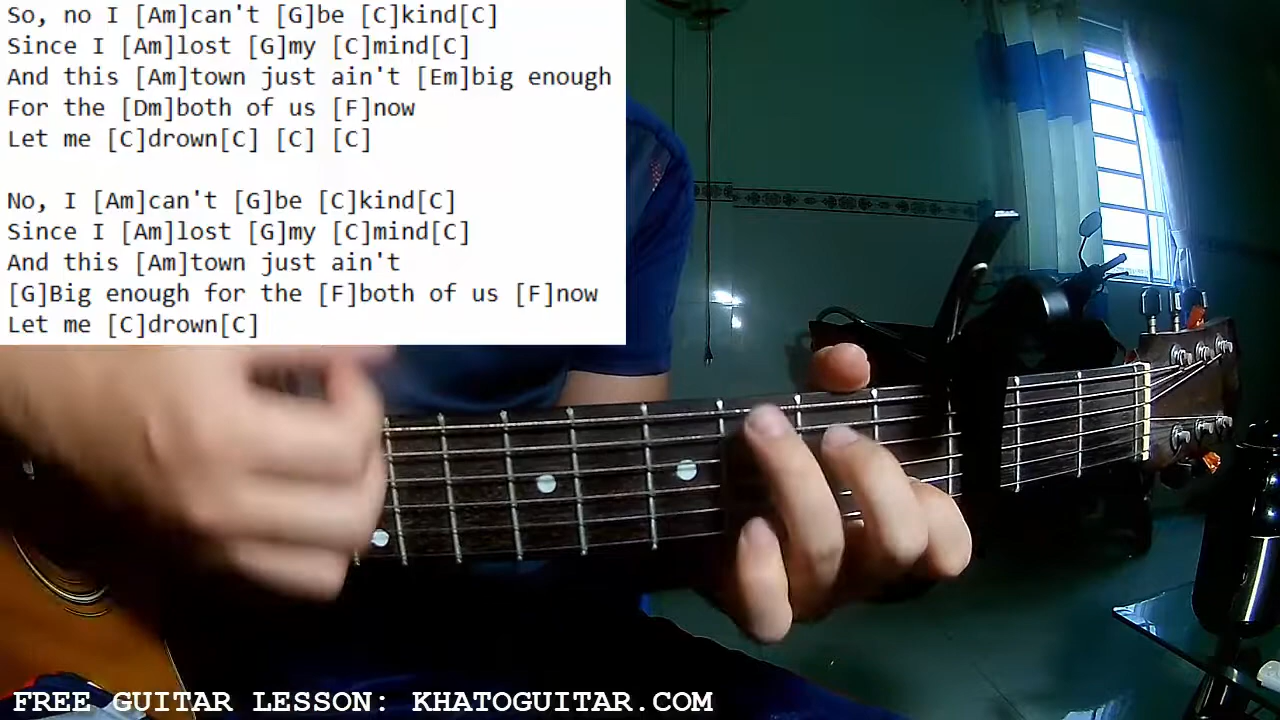 So, no I [Am]can't [G]be [C]kind[C]
Since I [Am]lost [G]my [C]mind[C]
And this [Am]town just ain't [Em]big enough
For the [Dm]both of us [F]now
Let me [C]drown[C] [C] [C]

No, I [Am]can't [G]be [C]kind[C]
Since I [Am]lost [G]my [C]mind[C]
And this [Am]town just ain't
[G]Big enough for the [F]both of us [F]now
Let me [C]drown[C]
FREE GUITAR LESSON: KHATOGUITAR.COM